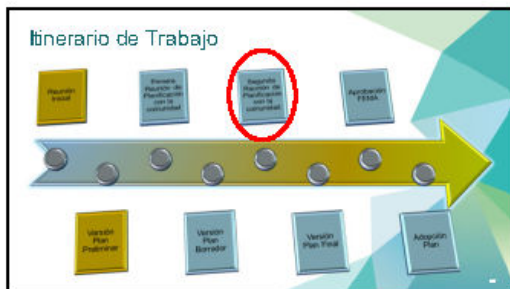 Itinerario de Trabajo
Reunión
Inicial
Primera
Reunión de
Planificación
con la
comunidad
Segunda
Reunión de
Planificación
con la
comunidad
Aprobación
FEMA
Versión
Plan
Preliminar
Versión
Plan
Borrador
Versión
Plan Final
Adopción
Plan